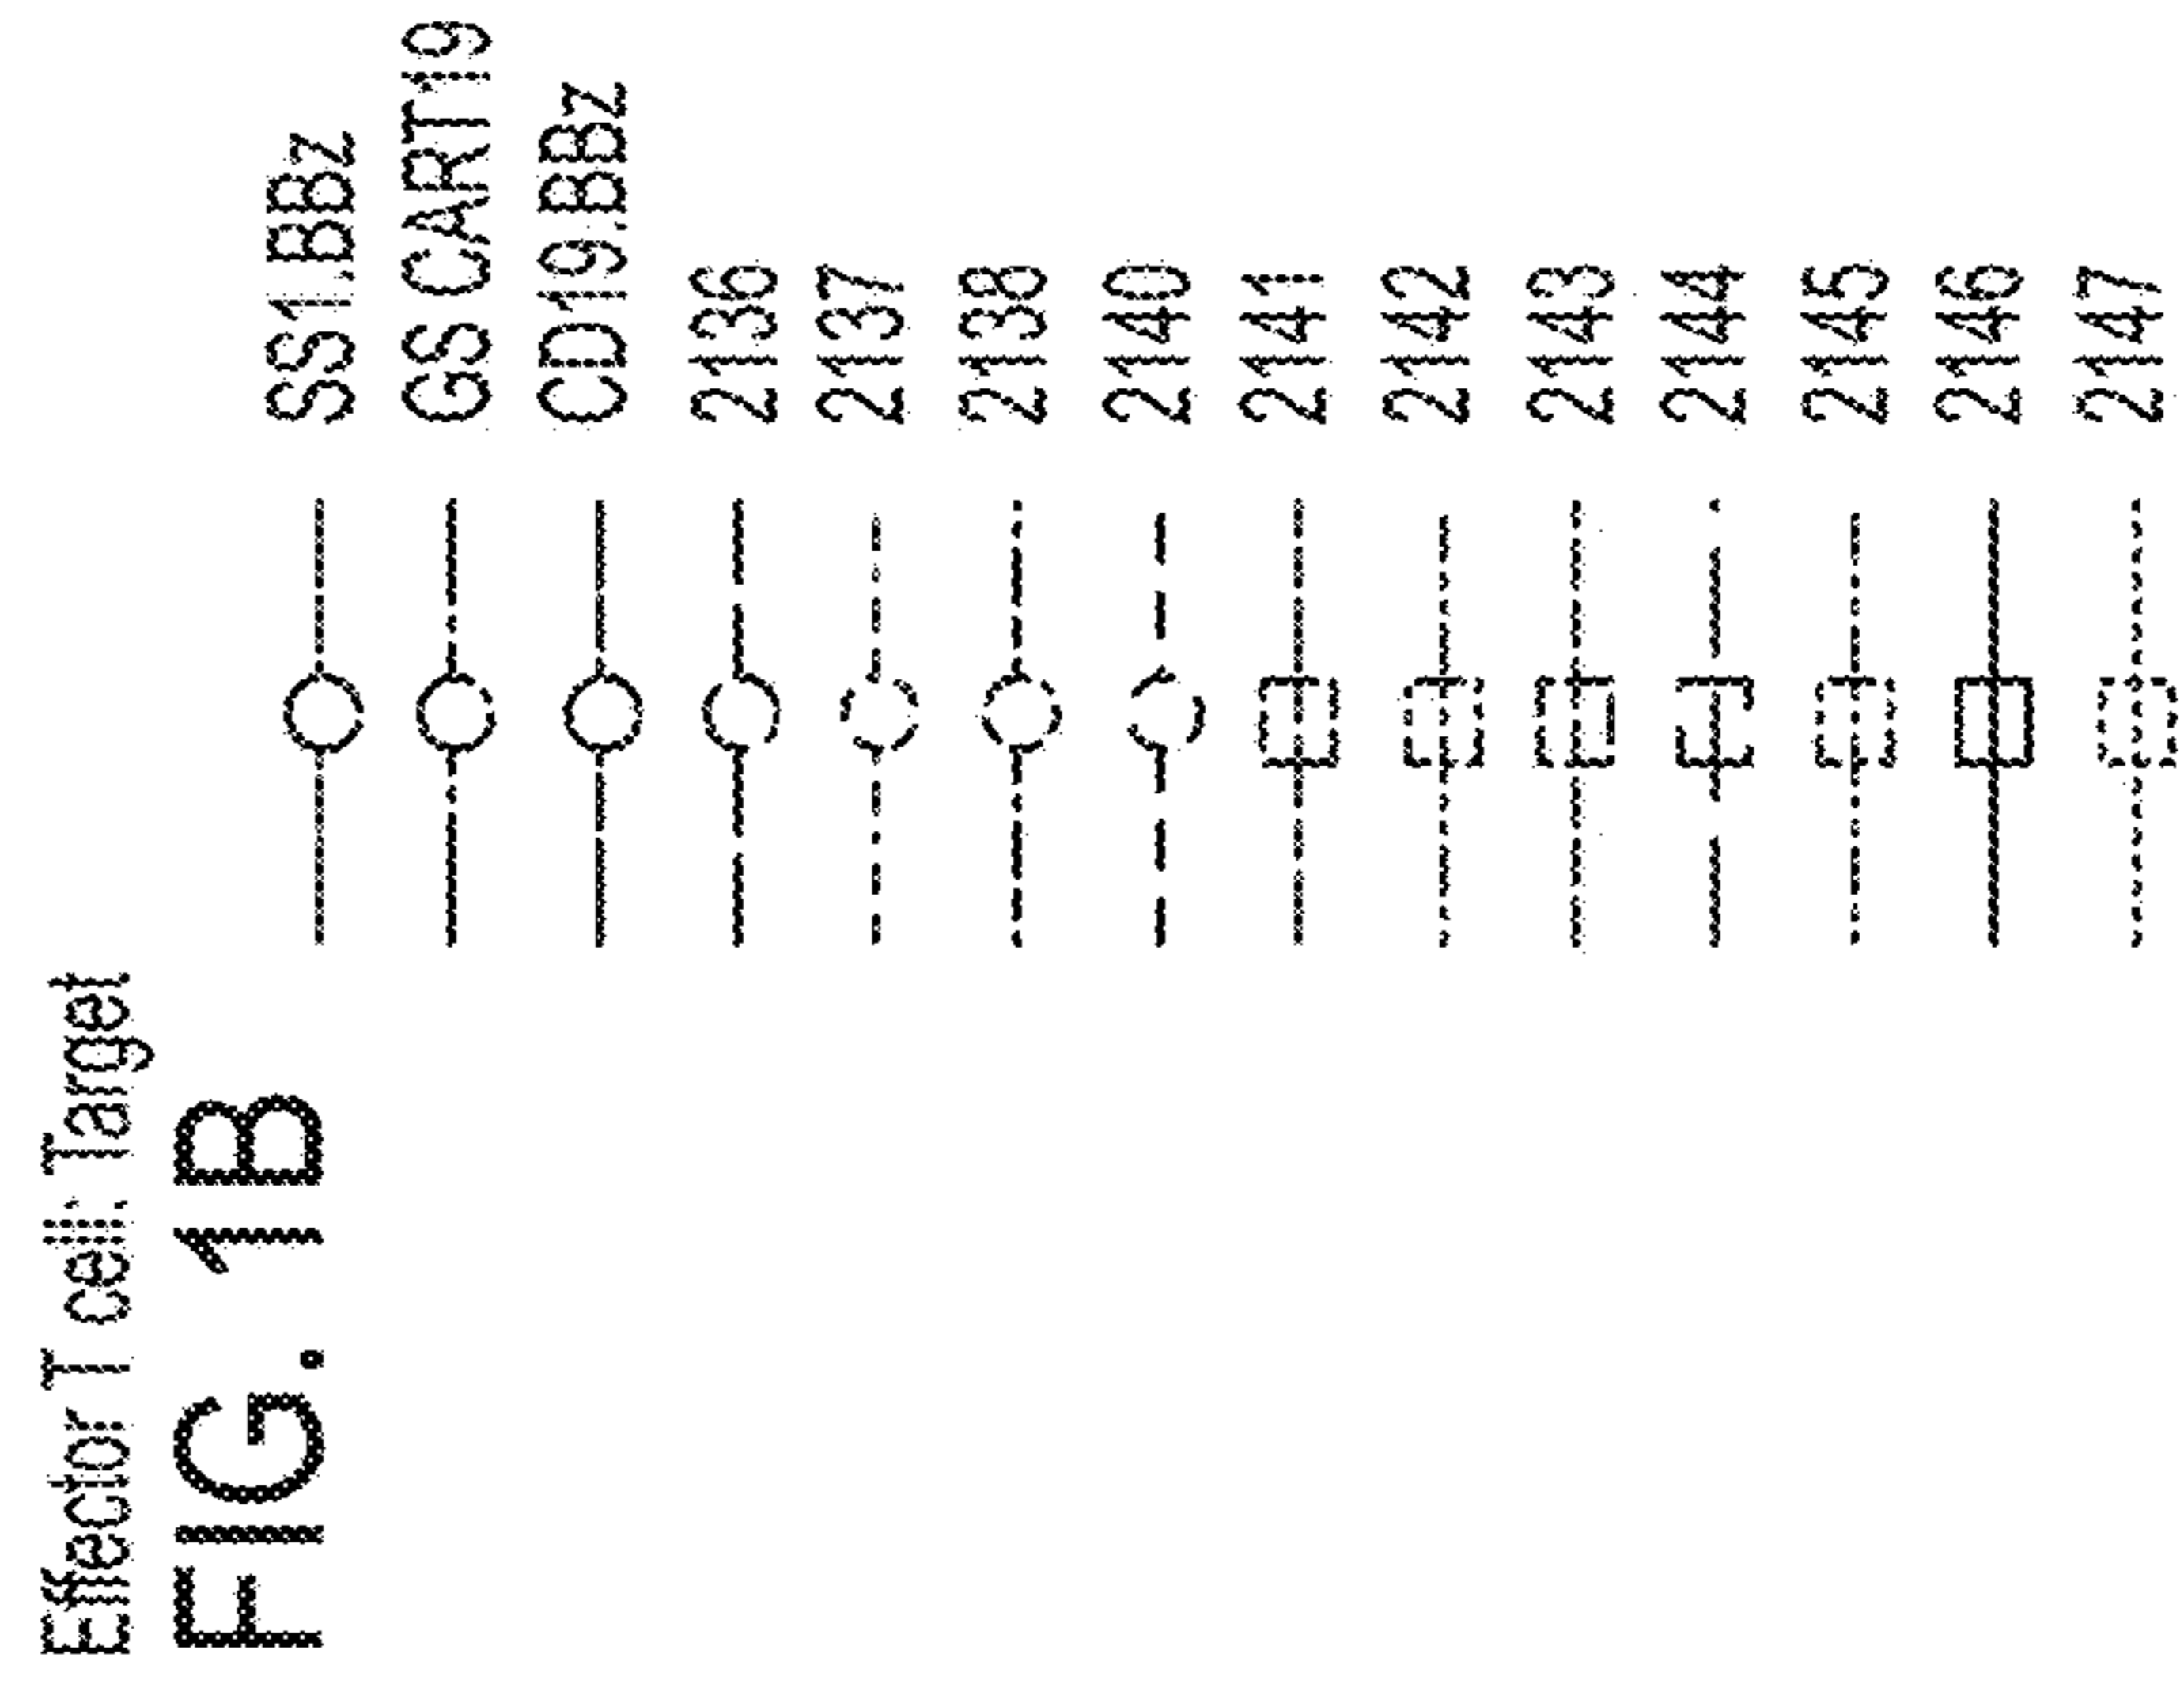 Effector T cell: Target
FIG. 1B
SS1.BBz
GS CART19
CD19.BBz
2136
2137
2138
2140
2141
2142
2143
2144
2145
2146
2147